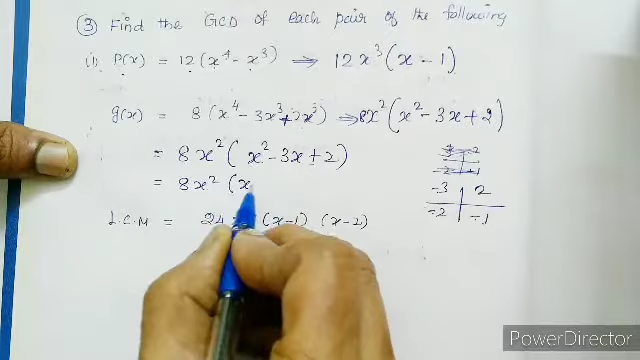 ③ Find the GCD of each pair of the following
(i) P(x) = 12(x⁴ - x³) ⟹ 12x³(x - 1)
g(x) = 8(x⁴ - 3x³ + 2x²) ⟹ 8x²(x² - 3x + 2)
= 8x²(x² - 3x + 2)
-3 | 2
= 8x² (x
-2 | -1
L.C.M = 24 (x-1) (x-2)
PowerDirector